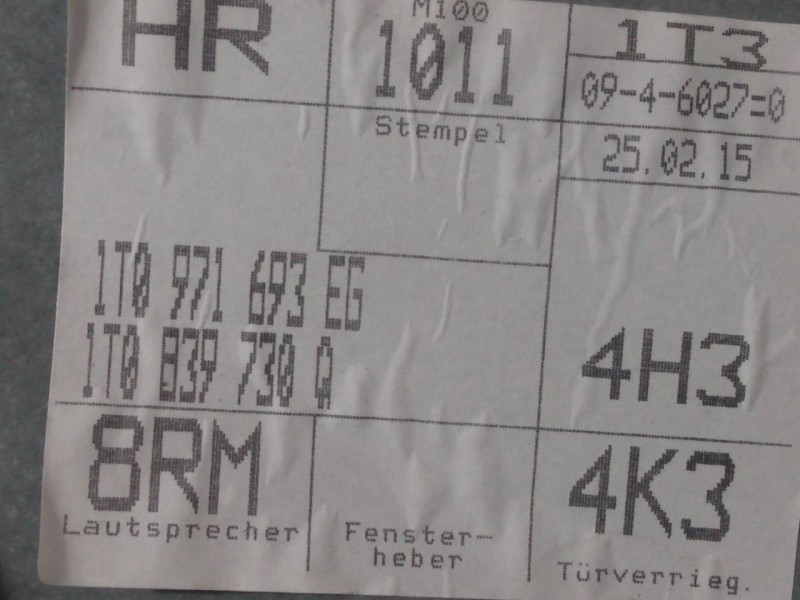 HR
M100
1011
Stempel
1T3
09-4-6027=0
25.02.15
1T0 971 693 EG
1T0 839 730 Q
4H3
8RM
Lautsprecher
Fenster-
heber
4K3
Türverrieg.